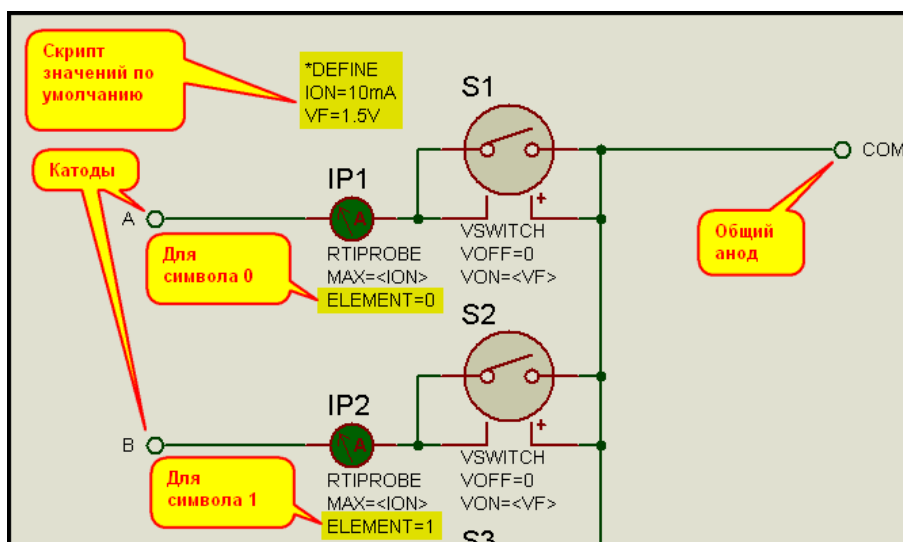 Скрипт
значений по
умолчанию
*DEFINE
ION=10mA
VF=1.5V
S1
COM
Катоды
IP1
A
A
+
Общий
анод
Для
символа 0
RTIPROBE
MAX=<ION>
ELEMENT=0
VSWITCH
VOFF=0
VON=<VF>
S2
IP2
B
A
+
Для
символа 1
RTIPROBE
MAX=<ION>
ELEMENT=1
VSWITCH
VOFF=0
VON=<VF>
S3